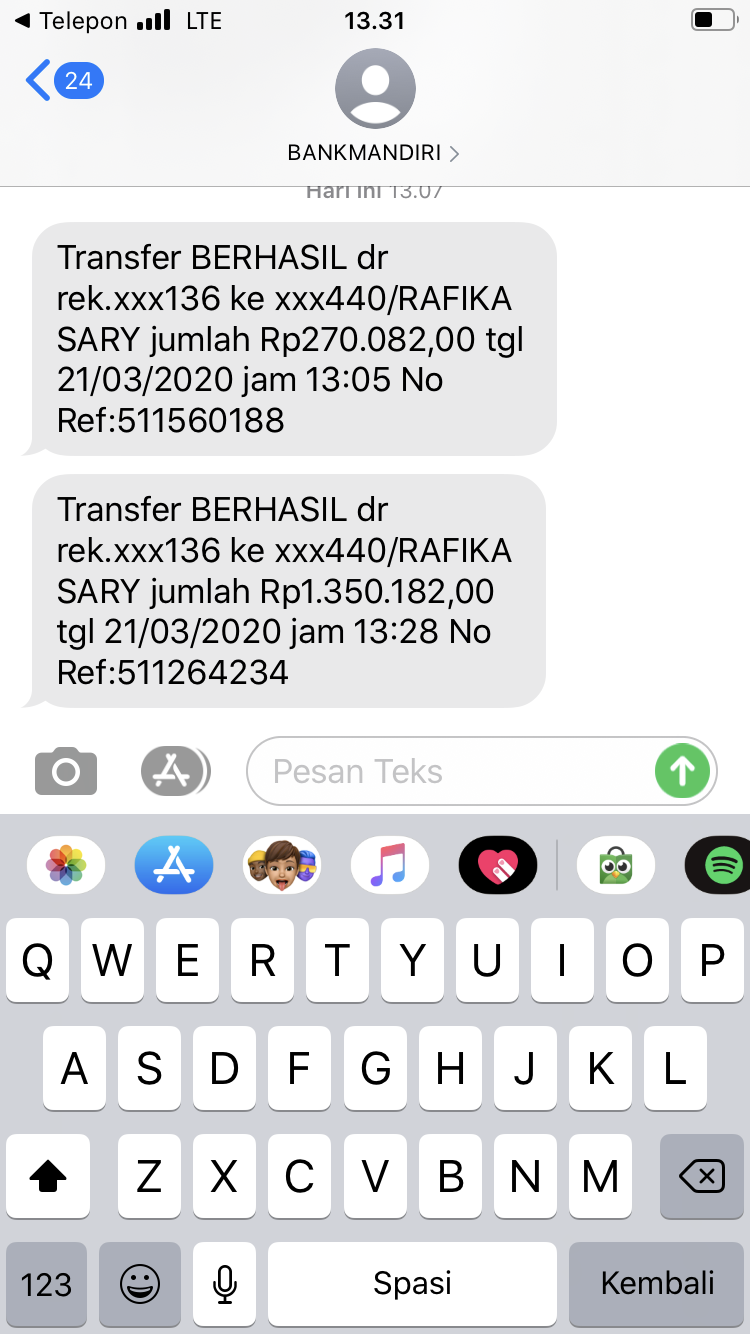 Telepon LTE 13.31
24
BANKMANDIRI
Hari Ini 13.07
Transfer BERHASIL dr
rek.xxx136 ke xxx440/RAFIKA
SARY jumlah Rp270.082,00 tgl
21/03/2020 jam 13:05 No
Ref:511560188
Transfer BERHASIL dr
rek.xxx136 ke xxx440/RAFIKA
SARY jumlah Rp1.350.182,00
tgl 21/03/2020 jam 13:28 No
Ref:511264234
Pesan Teks
Q W E R T Y U I O P
A S D F G H J K L
Z X C V B N M
123 Spasi Kembali